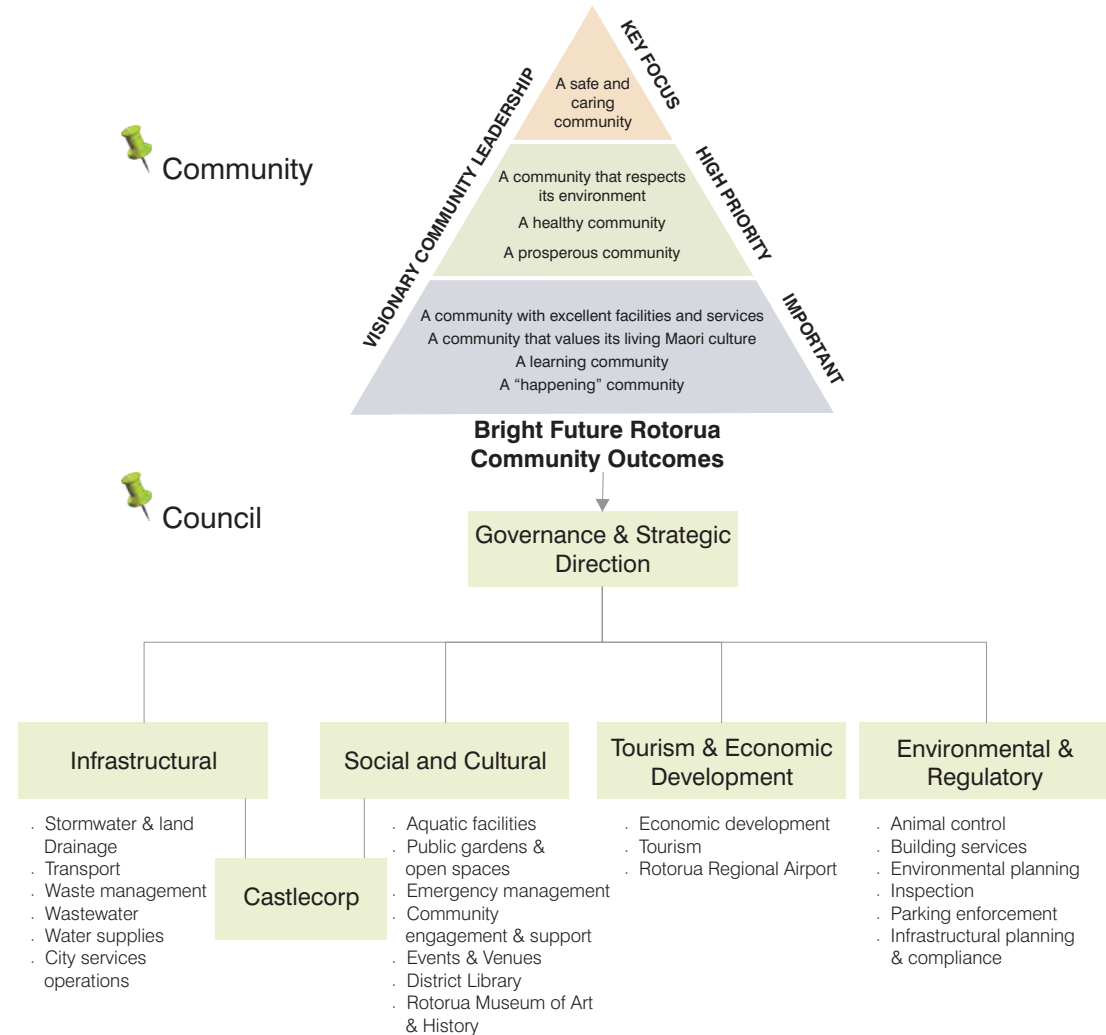 Community
VISIONARY COMMUNITY LEADERSHIP
KEY FOCUS
HIGH PRIORITY
IMPORTANT
A safe and
caring
community
A community that respects
its environment
A healthy community
A prosperous community
A community with excellent facilities and services
A community that values its living Maori culture
A learning community
A “happening” community
Bright Future Rotorua
Community Outcomes
Council
Governance & Strategic
Direction
Infrastructural
. Stormwater & land
Drainage
. Transport
. Waste management
. Wastewater
. Water supplies
. City services
operations
Castlecorp
Social and Cultural
. Aquatic facilities
. Public gardens &
open spaces
. Emergency management
. Community
engagement & support
. Events & Venues
. District Library
. Rotorua Museum of Art
& History
Tourism & Economic
Development
. Economic development
. Tourism
. Rotorua Regional Airport
Environmental &
Regulatory
. Animal control
. Building services
. Environmental planning
. Inspection
. Parking enforcement
. Infrastructural planning
& compliance